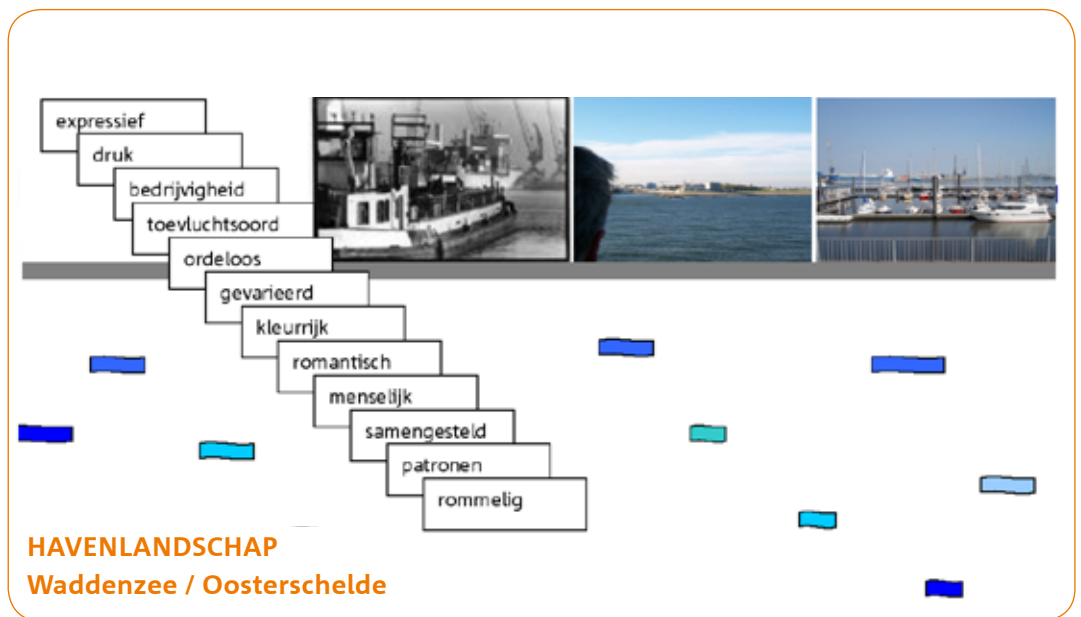 expressief
druk
bedrijvigheid
toevluchtsoord
ordeloos
gevarieerd
kleurrijk
romantisch
menselijk
samengesteld
patronen
rommelig
HAVENLANDSCHAP
Waddenzee / Oosterschelde